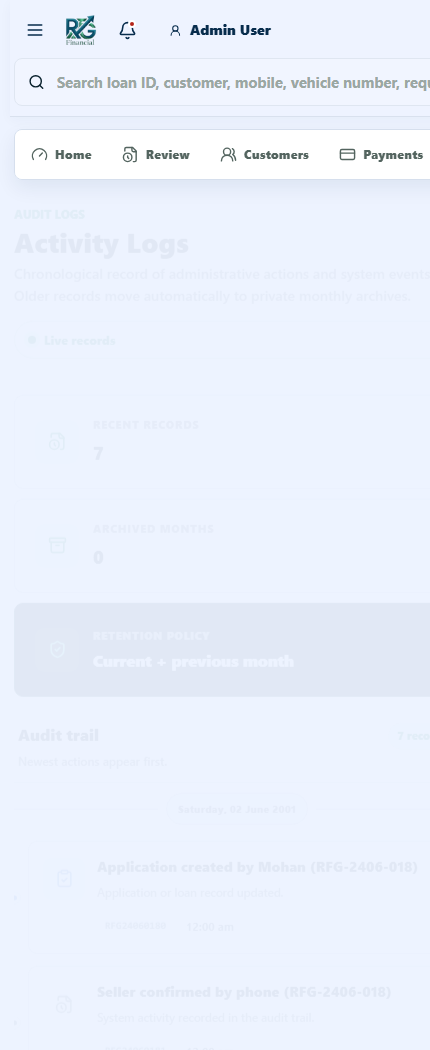 RFG
Financial
Admin User
Search loan ID, customer, mobile, vehicle number, requ
Home Review Customers Payments
AUDIT LOGS
Activity Logs
Chronological record of administrative actions and system events.
Older records move automatically to private monthly archives.
Live records
RECENT RECORDS
7
ARCHIVED MONTHS
0
RETENTION POLICY
Current + previous month
Audit trail
7 reco
Newest actions appear first.
Saturday, 02 June 2001
Application created by Mohan (RFG-2406-018)
Application or loan record updated.
12:00 am
Seller confirmed by phone (RFG-2406-018)
System activity recorded in the audit trail.